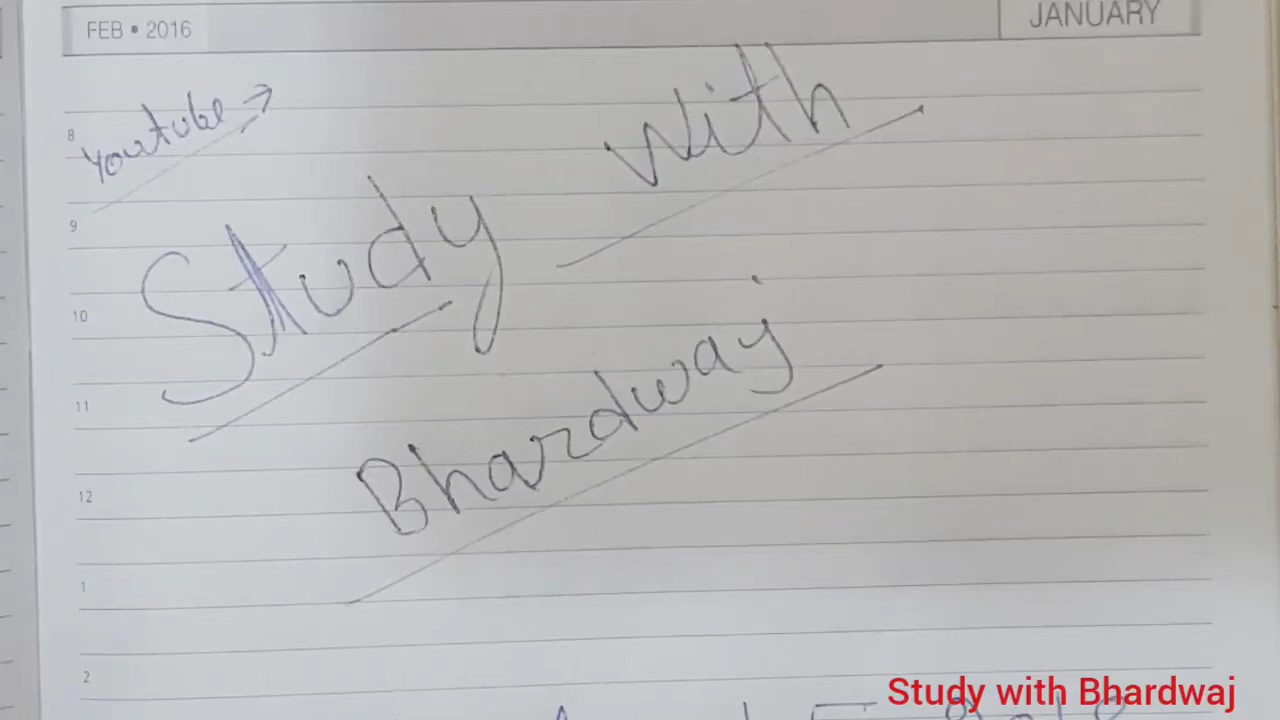 FEB • 2016
JANUARY
Youtube →
8
Study with
9
10
Bhardwaj
11
12
1
2
Study with Bhardwaj